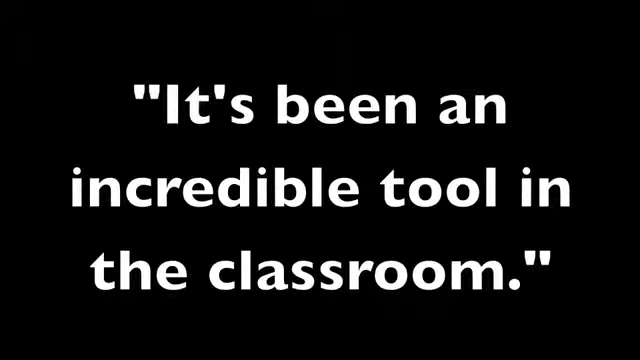 "It's been an
incredible tool in
the classroom."